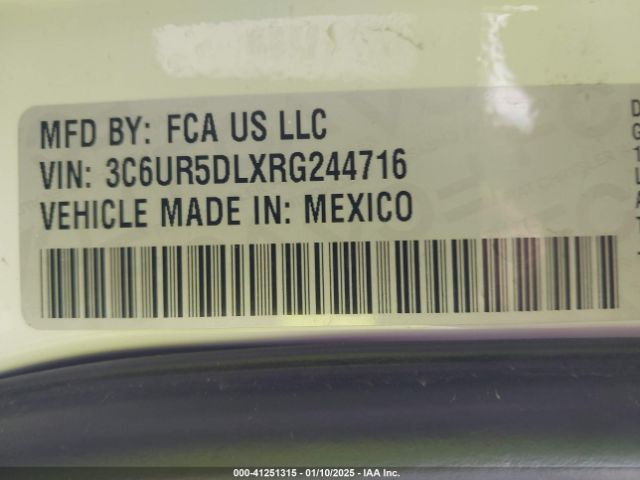 MFD BY: FCA US LLC
VIN: 3C6UR5DLXRG244716
VEHICLE MADE IN: MEXICO
000-41251315 - 01/10/2025 - IAA Inc.